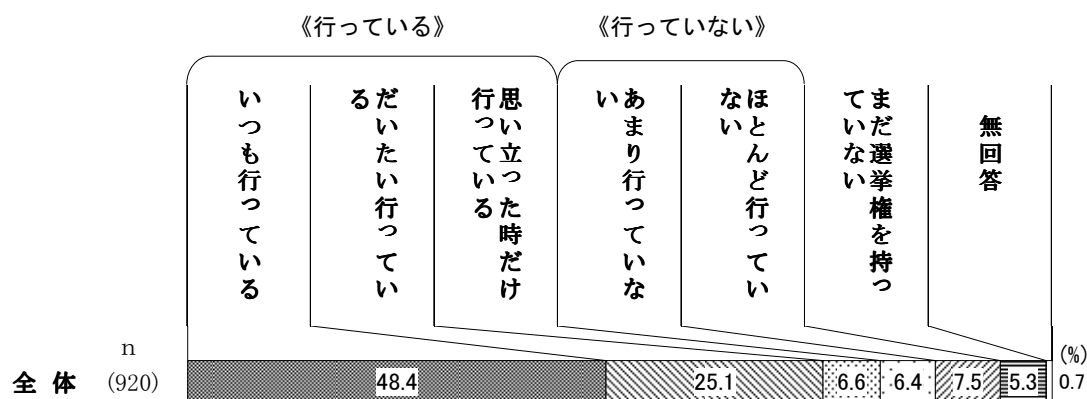 《行っている》
《行っていない》
いつも行っている
だいたい行ってい
る
思い立った時だけ
行っている
あまり行っていな
い
ほとんど行ってい
ない
まだ選挙権を持っ
ていない
無回答
n
(%)
全 体
(920)
48.4
25.1
6.6
6.4
7.5
5.3
0.7